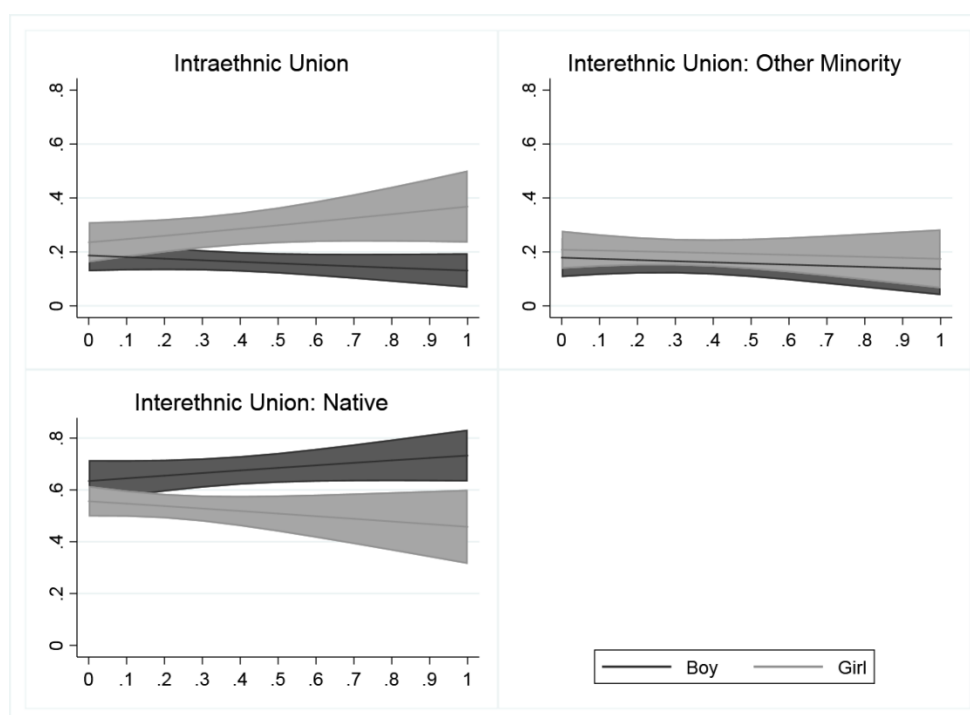 Intraethnic Union
.8
.6
.4
.2
0
0 .1 .2 .3 .4 .5 .6 .7 .8 .9 1
Interethnic Union: Other Minority
.8
.6
.4
.2
0
0 .1 .2 .3 .4 .5 .6 .7 .8 .9 1
Interethnic Union: Native
.8
.6
.4
.2
0
0 .1 .2 .3 .4 .5 .6 .7 .8 .9 1
Boy Girl